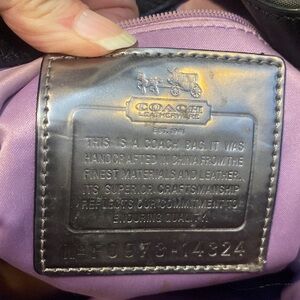 COACH
LEATHERWARE
EST. 1941
THIS IS A COACH BAG. IT WAS
HANDCRAFTED IN CHINA FROM THE
FINEST MATERIALS AND LEATHER.
ITS SUPERIOR CRAFTSMANSHIP
REFLECTS OUR COMMITMENT TO
ENDURING QUALITY.